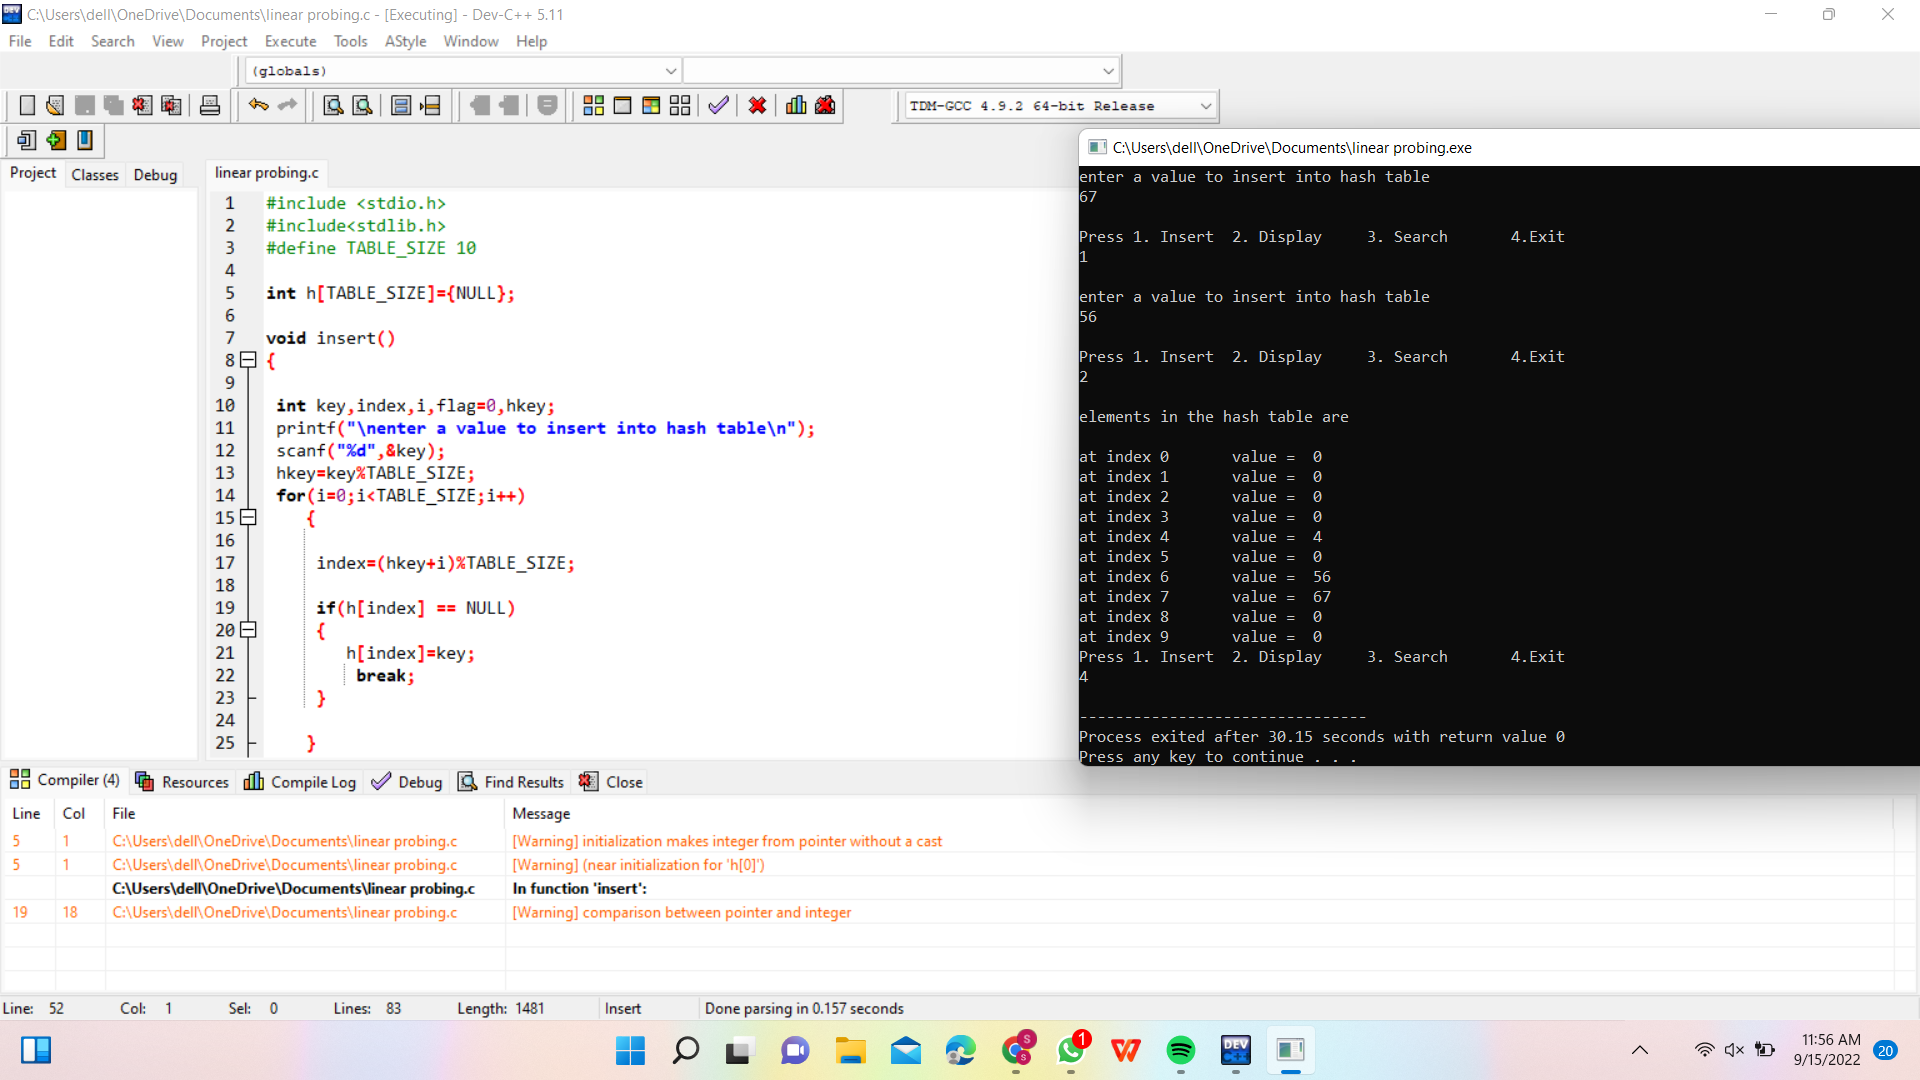 C:\Users\dell\OneDrive\Documents\linear probing.c - [Executing] - Dev-C++ 5.11
File Edit Search View Project Execute Tools AStyle Window Help
(globals)
TDM-GCC 4.9.2 64-bit Release
Project Classes Debug
linear probing.c
1 #include <stdio.h>
2 #include<stdlib.h>
3 #define TABLE_SIZE 10
4
5 int h[TABLE_SIZE]={NULL};
6
7 void insert()
8 {
9
10 int key,index,i,flag=0,hkey;
11 printf("\nenter a value to insert into hash table\n");
12 scanf("%d",&key);
13 hkey=key%TABLE_SIZE;
14 for(i=0;i<TABLE_SIZE;i++)
15 {
16
17 index=(hkey+i)%TABLE_SIZE;
18
19 if(h[index] == NULL)
20 {
21 h[index]=key;
22 break;
23 }
24
25 }
C:\Users\dell\OneDrive\Documents\linear probing.exe
enter a value to insert into hash table
67
Press 1. Insert 2. Display 3. Search 4.Exit
1
enter a value to insert into hash table
56
Press 1. Insert 2. Display 3. Search 4.Exit
2
elements in the hash table are
at index 0 value = 0
at index 1 value = 0
at index 2 value = 0
at index 3 value = 0
at index 4 value = 4
at index 5 value = 0
at index 6 value = 56
at index 7 value = 67
at index 8 value = 0
at index 9 value = 0
Press 1. Insert 2. Display 3. Search 4.Exit
4
--------------------------------
Process exited after 30.15 seconds with return value 0
Press any key to continue . . .
Compiler (4) Resources Compile Log Debug Find Results Close
Line Col File Message
5 1 C:\Users\dell\OneDrive\Documents\linear probing.c [Warning] initialization makes integer from pointer without a cast
5 1 C:\Users\dell\OneDrive\Documents\linear probing.c [Warning] (near initialization for 'h[0]')
C:\Users\dell\OneDrive\Documents\linear probing.c In function 'insert':
19 18 C:\Users\dell\OneDrive\Documents\linear probing.c [Warning] comparison between pointer and integer
Line: 52 Col: 1 Sel: 0 Lines: 83 Length: 1481 Insert Done parsing in 0.157 seconds
S S 1 W DEV C++
11:56 AM
9/15/2022
20